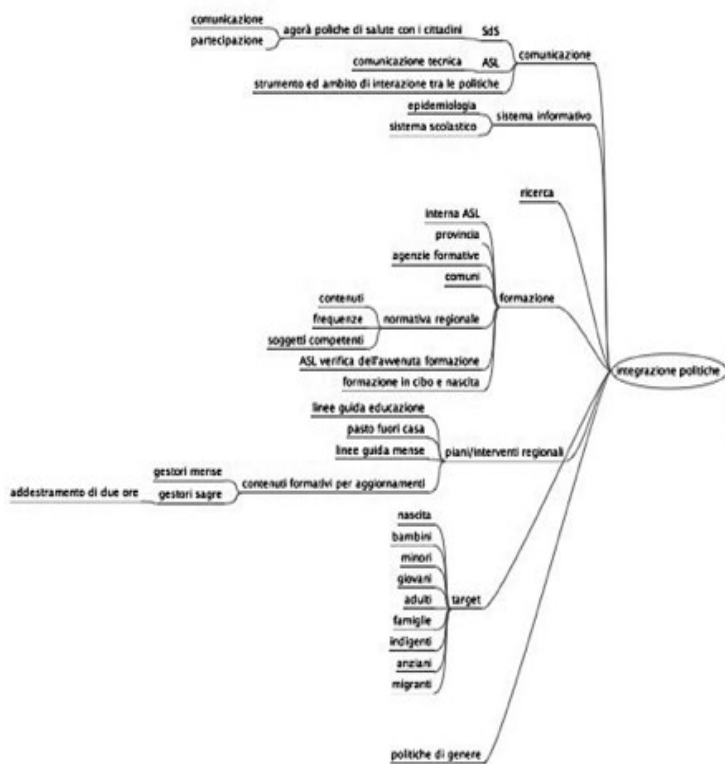 comunicazione
partecipazione
agorà poliche di salute con i cittadini
SdS
comunicazione tecnica
ASL
strumento ed ambito di interazione tra le politiche
comunicazione
epidemiologia
sistema scolastico
sistema informativo
ricerca
interna ASL
provincia
agenzie formative
comuni
contenuti
frequenze
soggetti competenti
normativa regionale
ASL verifica dell'avvenuta formazione
formazione in cibo e nascita
formazione
integrazione politiche
linee guida educazione
pasto fuori casa
linee guida mense
gestori mense
addestramento di due ore
gestori sagre
contenuti formativi per aggiornamenti
piani/interventi regionali
nascita
bambini
minori
giovani
adulti
famiglie
indigenti
anziani
migranti
target
politiche di genere